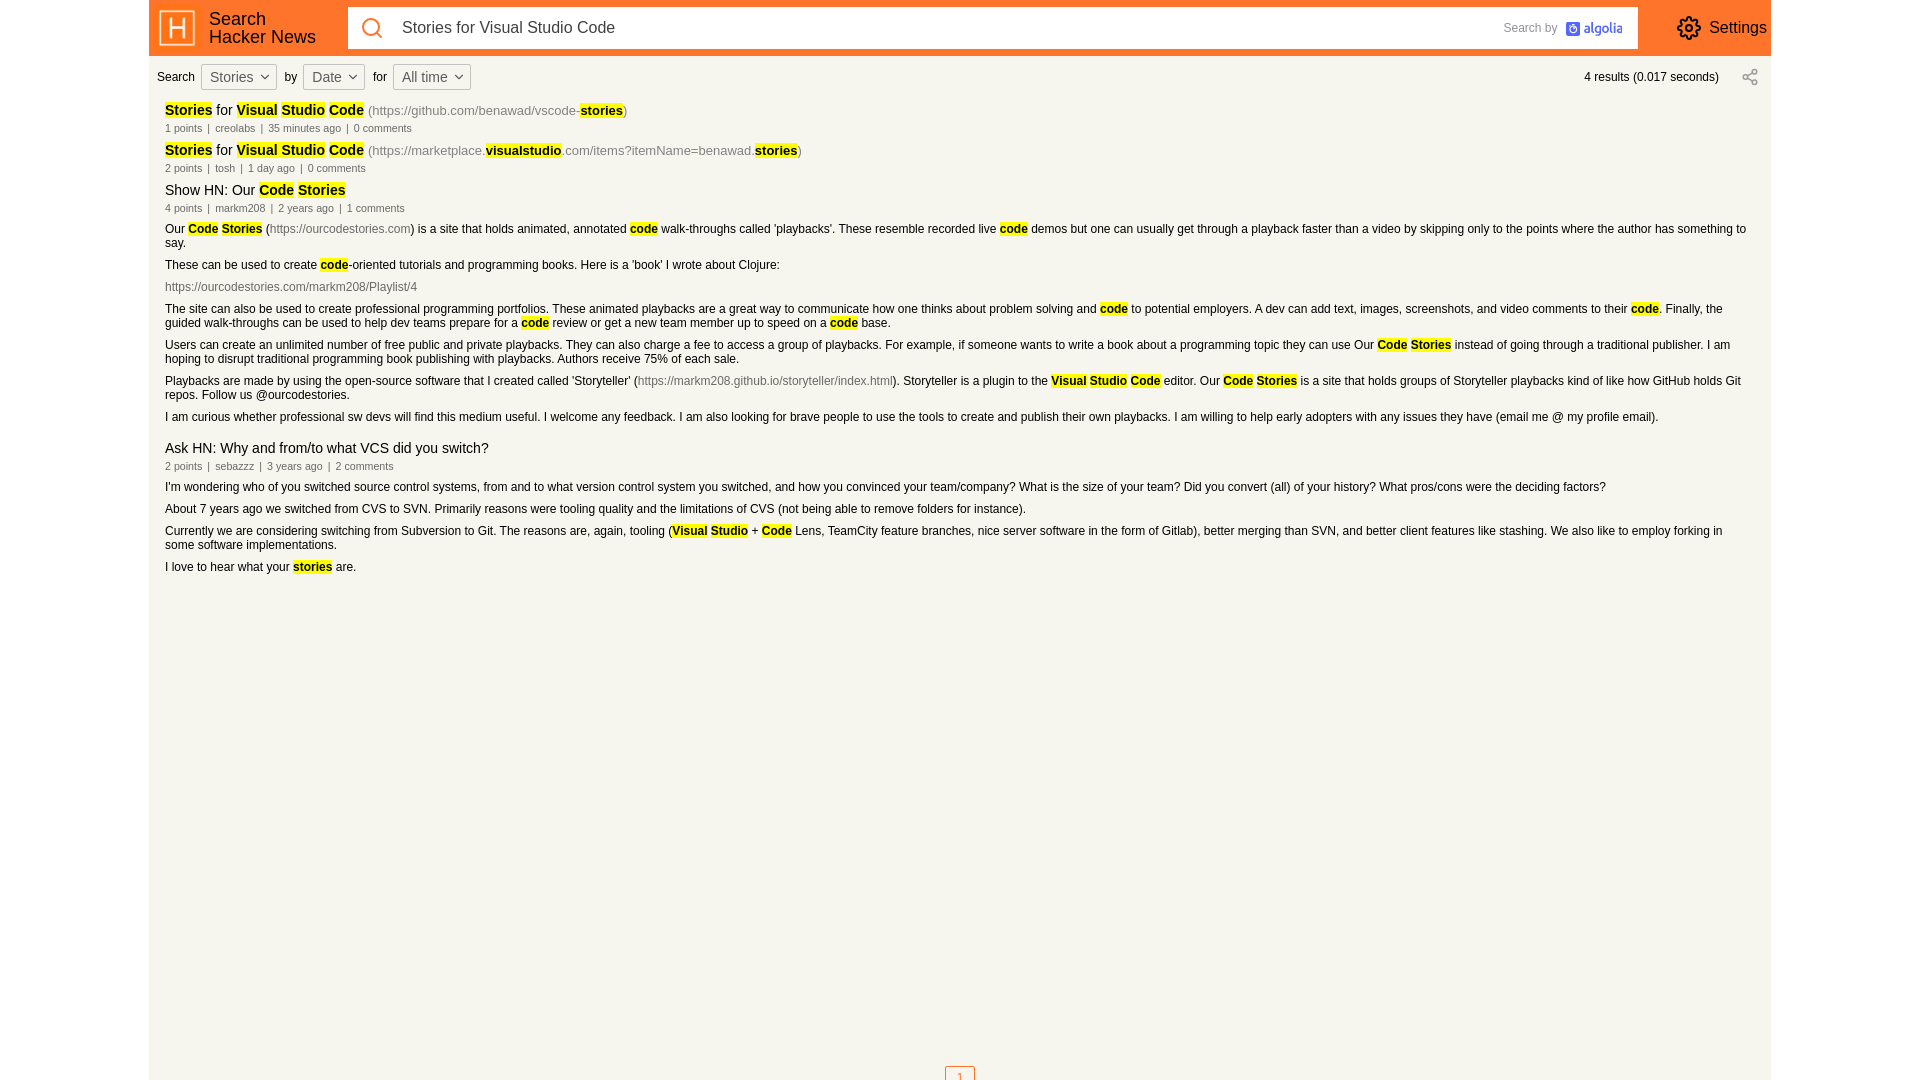 Search
Hacker News
Stories for Visual Studio Code
Search by algolia
Settings
Search Stories by Date for All time
4 results (0.017 seconds)
Stories for Visual Studio Code (https://github.com/benawad/vscode-stories)
1 points | creolabs | 35 minutes ago | 0 comments
Stories for Visual Studio Code (https://marketplace.visualstudio.com/items?itemName=benawad.stories)
2 points | tosh | 1 day ago | 0 comments
Show HN: Our Code Stories
4 points | markm208 | 2 years ago | 1 comments
Our Code Stories (https://ourcodestories.com) is a site that holds animated, annotated code walk-throughs called 'playbacks'. These resemble recorded live code demos but one can usually get through a playback faster than a video by skipping only to the points where the author has something to
say.
These can be used to create code-oriented tutorials and programming books. Here is a 'book' I wrote about Clojure:
https://ourcodestories.com/markm208/Playlist/4
The site can also be used to create professional programming portfolios. These animated playbacks are a great way to communicate how one thinks about problem solving and code to potential employers. A dev can add text, images, screenshots, and video comments to their code. Finally, the
guided walk-throughs can be used to help dev teams prepare for a code review or get a new team member up to speed on a code base.
Users can create an unlimited number of free public and private playbacks. They can also charge a fee to access a group of playbacks. For example, if someone wants to write a book about a programming topic they can use Our Code Stories instead of going through a traditional publisher. I am
hoping to disrupt traditional programming book publishing with playbacks. Authors receive 75% of each sale.
Playbacks are made by using the open-source software that I created called 'Storyteller' (https://markm208.github.io/storyteller/index.html). Storyteller is a plugin to the Visual Studio Code editor. Our Code Stories is a site that holds groups of Storyteller playbacks kind of like how GitHub holds Git
repos. Follow us @ourcodestories.
I am curious whether professional sw devs will find this medium useful. I welcome any feedback. I am also looking for brave people to use the tools to create and publish their own playbacks. I am willing to help early adopters with any issues they have (email me @ my profile email).
Ask HN: Why and from/to what VCS did you switch?
2 points | sebazzz | 3 years ago | 2 comments
I'm wondering who of you switched source control systems, from and to what version control system you switched, and how you convinced your team/company? What is the size of your team? Did you convert (all) of your history? What pros/cons were the deciding factors?
About 7 years ago we switched from CVS to SVN. Primarily reasons were tooling quality and the limitations of CVS (not being able to remove folders for instance).
Currently we are considering switching from Subversion to Git. The reasons are, again, tooling (Visual Studio + Code Lens, TeamCity feature branches, nice server software in the form of Gitlab), better merging than SVN, and better client features like stashing. We also like to employ forking in
some software implementations.
I love to hear what your stories are.
1